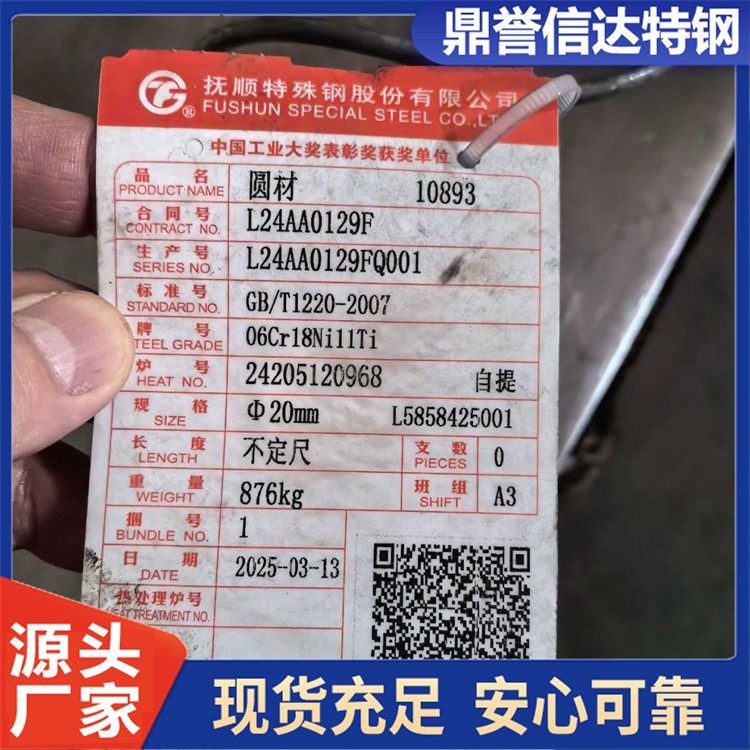 鼎誉信达特钢
抚顺特殊钢股份有限公司
FUSHUN SPECIAL STEEL CO.,LT
中国工业大奖表彰奖获奖单位
品名 圆材 10893
PRODUCT NAME
合同号 L24AA0129F
CONTRACT NO.
生产号 L24AA0129FQ001
SERIES NO.
标准号 GB/T1220-2007
STANDARD NO.
牌号 06Cr18Ni11Ti
TEEL GRADE
炉号 24205120968 自提
HEAT NO.
规格 Φ20mm L5858425001
SIZE
长度 不定尺 支数 0
LENGTH PIECES
重量 876kg 班组 A3
WEIGHT SHIFT
捆号 1
BUNDLE NO.
日期 2025-03-13
DATE
热处理炉号
HEAT TREATMENT NO.
源头
厂家
现货充足 安心可靠